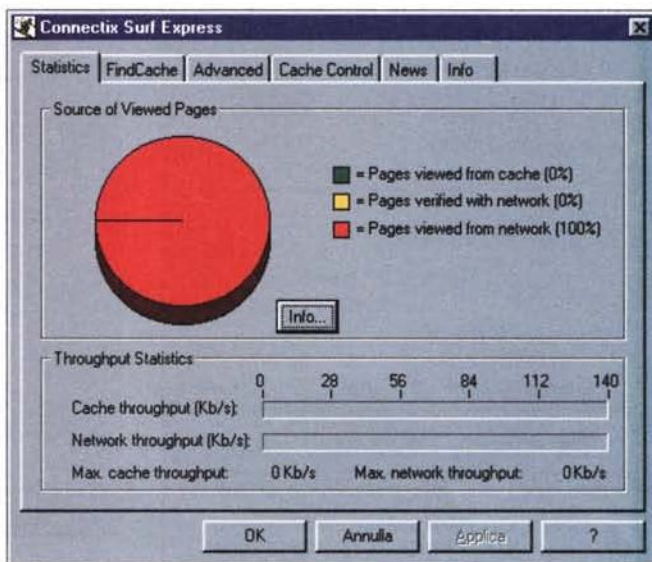 Connectix Surf Express
Statistics FindCache Advanced Cache Control News Info
Source of Viewed Pages
= Pages viewed from cache (0%)
= Pages verified with network (0%)
= Pages viewed from network (100%)
Info...
Throughput Statistics
0 28 56 84 112 140
Cache throughput (Kb/s):
Network throughput (Kb/s):
Max. cache throughput: 0 Kb/s Max. network throughput: 0 Kb/s
OK Annulla Applica ?